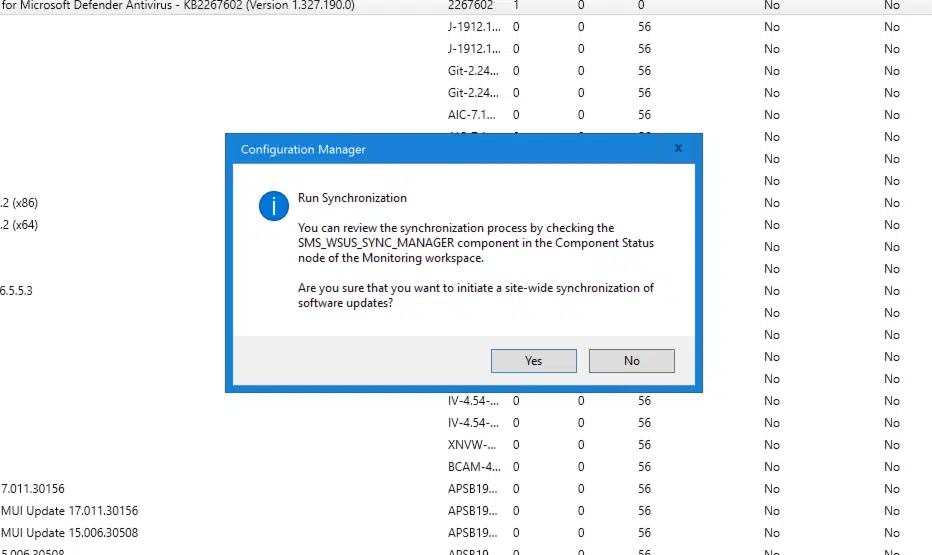 for Microsoft Defender Antivirus - KB2267602 (Version 1.327.190.0) 2267602 1 0 0 No No
J-1912.1... 0 0 56 No No
J-1912.1... 0 0 56 No No
Git-2.24... 0 0 56 No No
Git-2.24... 0 0 56 No No
AIC-7.1... 0 0 56 No No
Configuration Manager x
No No
.2 (x86) No No
.2 (x64) No No
Run Synchronization
You can review the synchronization process by checking the
SMS_WSUS_SYNC_MANAGER component in the Component Status
node of the Monitoring workspace.
Are you sure that you want to initiate a site-wide synchronization of
software updates?
Yes No
No No
No No
6.5.5.3 No No
No No
No No
No No
No No
IV-4.54-... 0 0 56 No No
IV-4.54-... 0 0 56 No No
XNVW-... 0 0 56 No No
BCAM-4... 0 0 56 No No
7.011.30156 APSB19... 0 0 56 No No
MUI Update 17.011.30156 APSB19... 0 0 56 No No
MUI Update 15.006.30508 APSB19... 0 0 56 No No
5.006.30508 APSB19... 0 0 56 No No